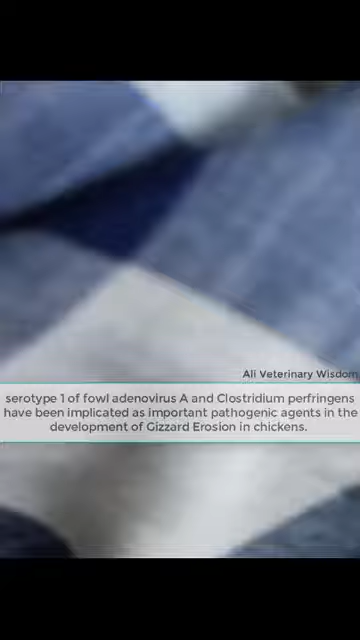 Ali Veterinary Wisdom
serotype 1 of fowl adenovirus A and Clostridium perfringens
have been implicated as important pathogenic agents in the
development of Gizzard Erosion in chickens.